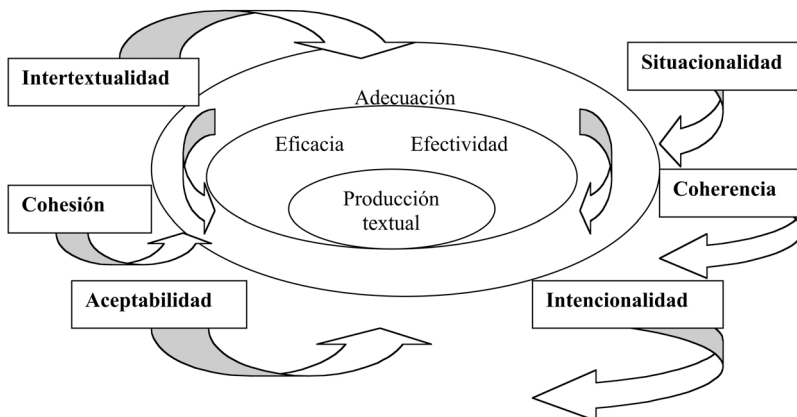 Intertextualidad
Situacionalidad
Adecuación
Eficacia Efectividad
Coherencia
Cohesión
Producción
textual
Aceptabilidad
Intencionalidad